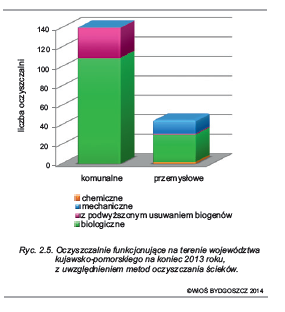 140
120
100
80
60
40
20
0
liczba oczyszczalni
komunalne przemysłowe
chemiczne
mechaniczne
z podwyższonym usuwaniem biogenów
biologiczne
Ryc. 2.5. Oczyszczalnie funkcjonujące na terenie województwa
kujawsko-pomorskiego na koniec 2013 roku,
z uwzględnieniem metod oczyszczania ścieków.
©WIOŚ BYDGOSZCZ 2014